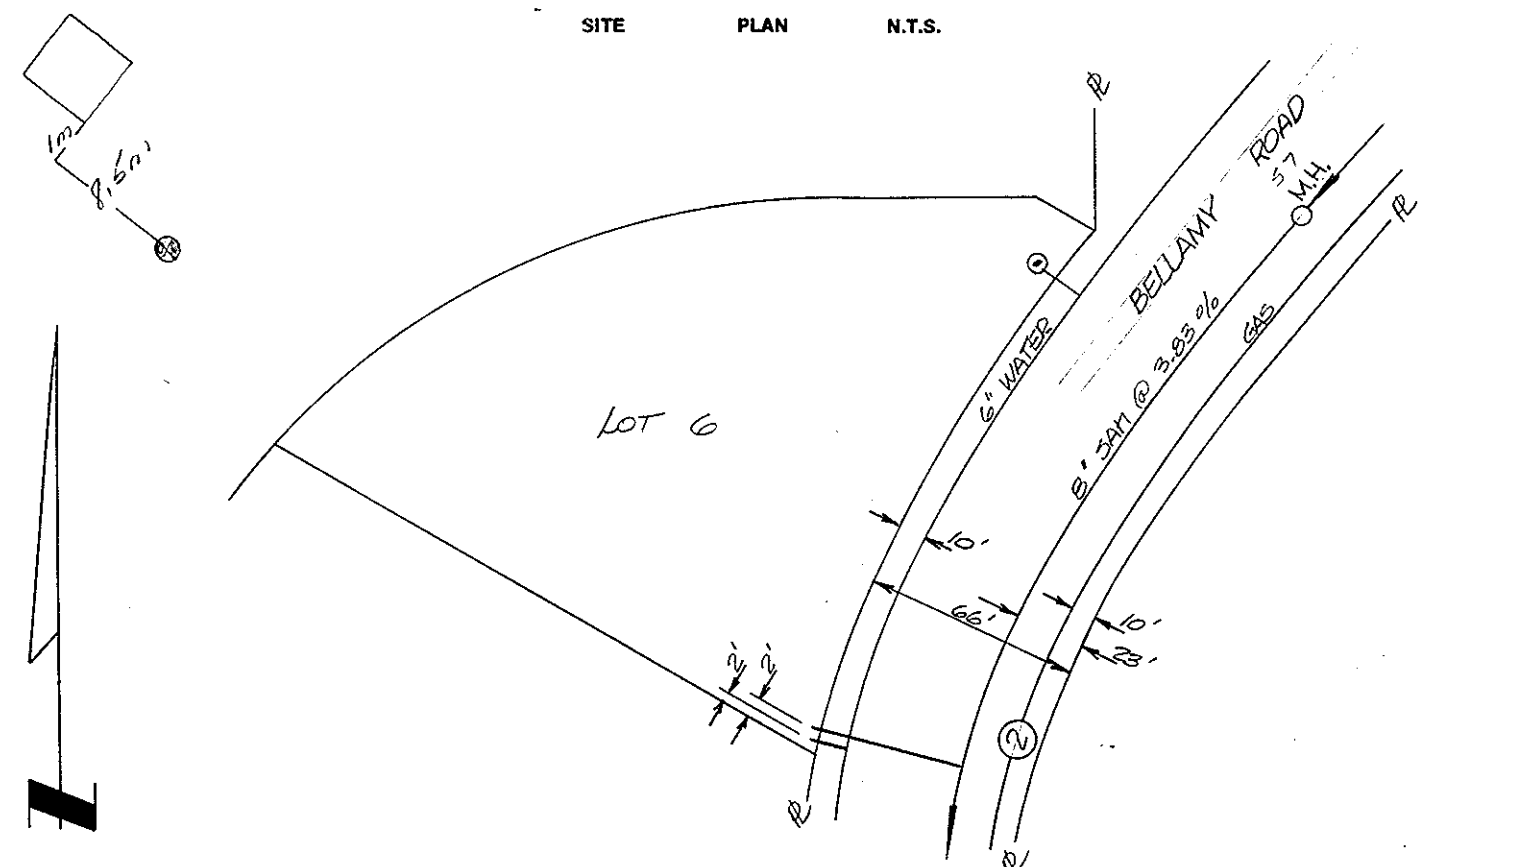 SITE PLAN N.T.S.
℄
1m
8.5m
BELLAMY ROAD
57
M.H.
℄
6" WATER
8" SAN @ 3.83 %
GAS
LOT 6
10'
66'
10'
23'
2'
2'
2
℄
℄